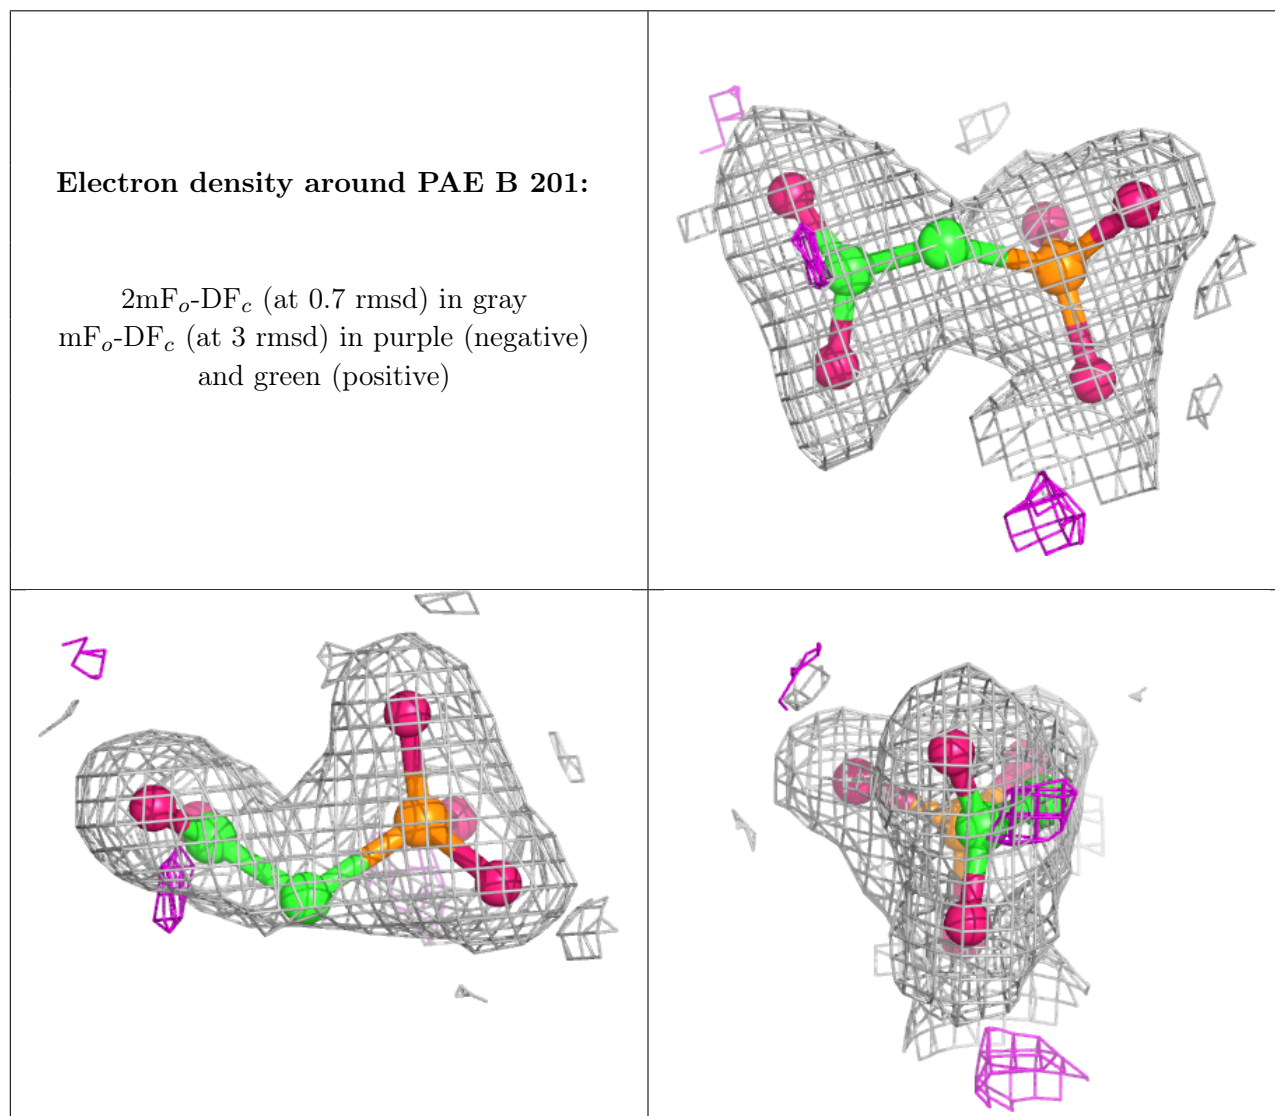 Electron density around PAE B 201:
2mFo-DFc (at 0.7 rmsd) in gray
mFo-DFc (at 3 rmsd) in purple (negative)
and green (positive)